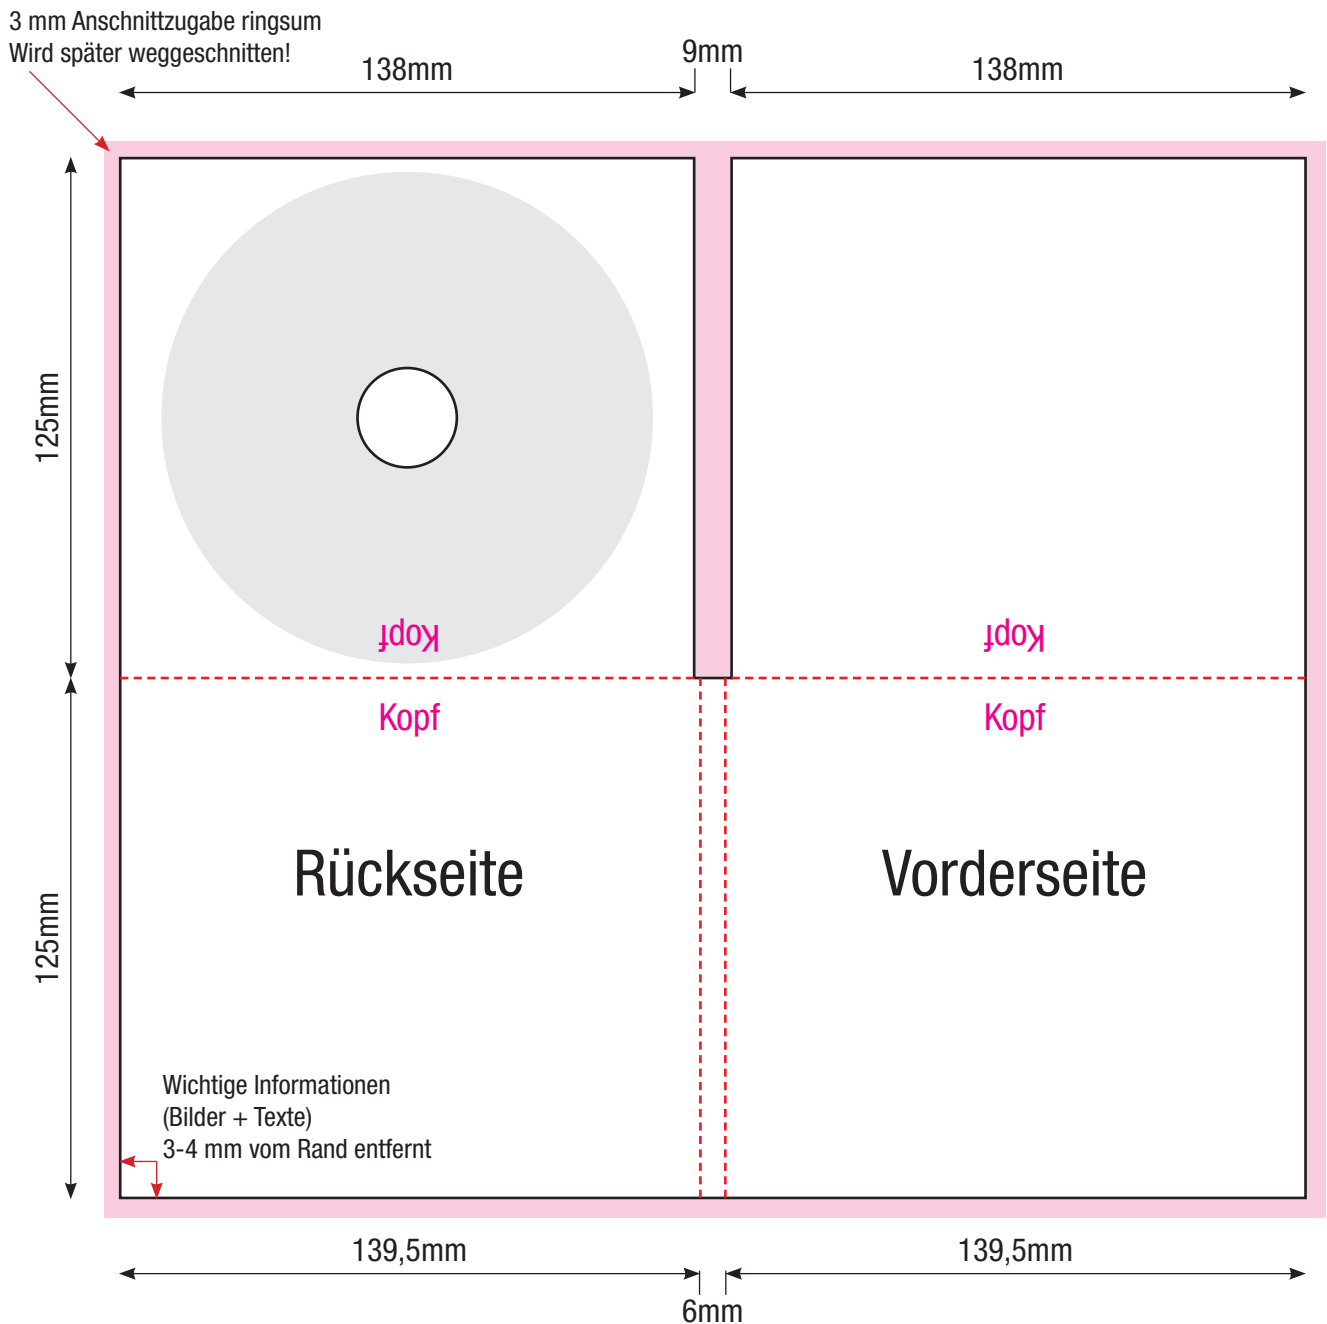 3 mm Anschnittzugabe ringsum
Wird später weggeschnitten!
138mm
9mm
138mm
125mm
Kopf
Kopf
Kopf
Kopf
Rückseite
Vorderseite
125mm
Wichtige Informationen
(Bilder + Texte)
3-4 mm vom Rand entfernt
139,5mm
139,5mm
6mm